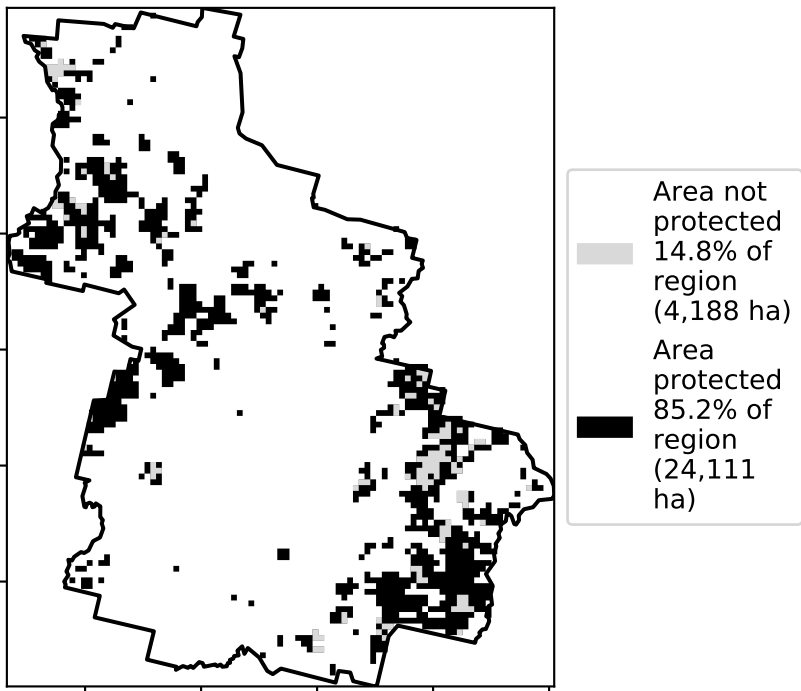 Area not
protected
14.8% of
region
(4,188 ha)
Area
protected
85.2% of
region
(24,111
ha)